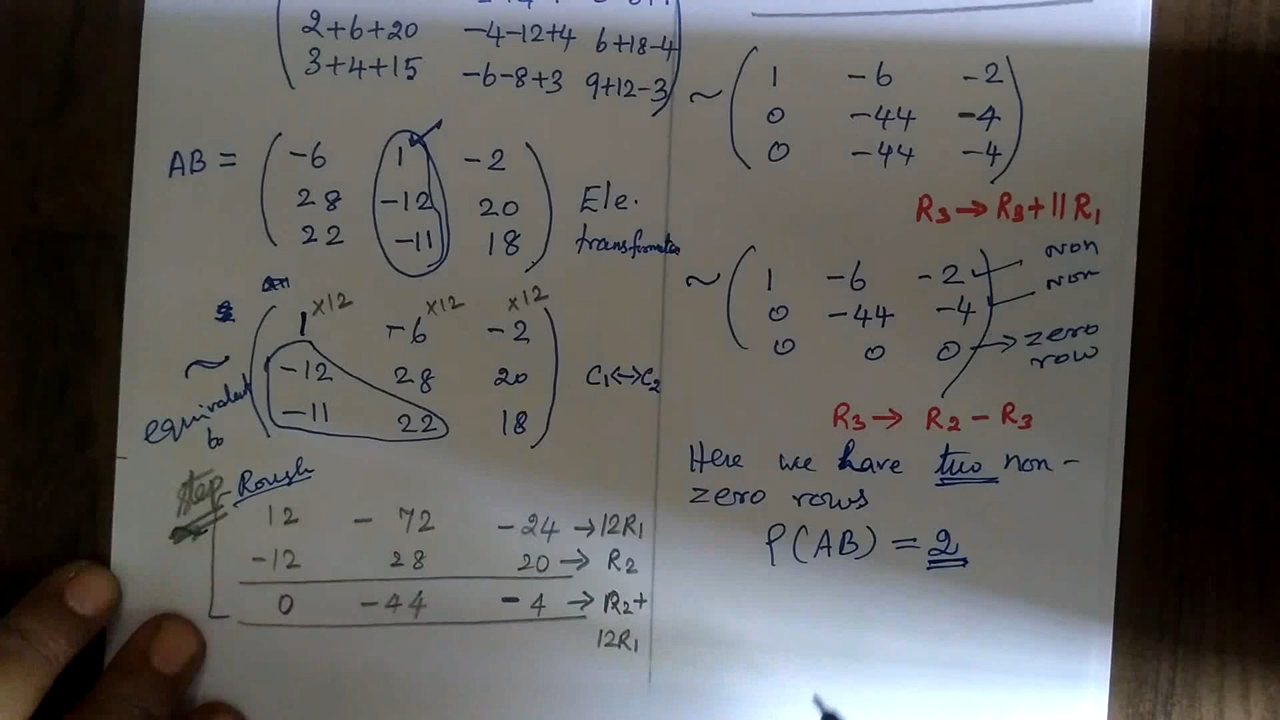 2+6+20 -4-12+4 6+18-4
3+4+15 -6-8+3 9+12-3
AB = -6 1 -2
28 -12 20 Ele.
22 -11 18 transformation
~ 1 ×12 -6 ×12 -2 ×12
-12 28 20 C1↔C2
-11 22 18
equivalent
to
step Rough
12 - 72 -24 → 12R1
-12 28 20 → R2
0 -44 -4 → R2+
12R1
~ 1 -6 -2
0 -44 -4
0 -44 -4
R3→ R3+11R1
~ 1 -6 -2 non
0 -44 -4 non
0 0 0 → zero
row
R3→ R2-R3
Here we have two non-
zero rows
ρ(AB) = 2